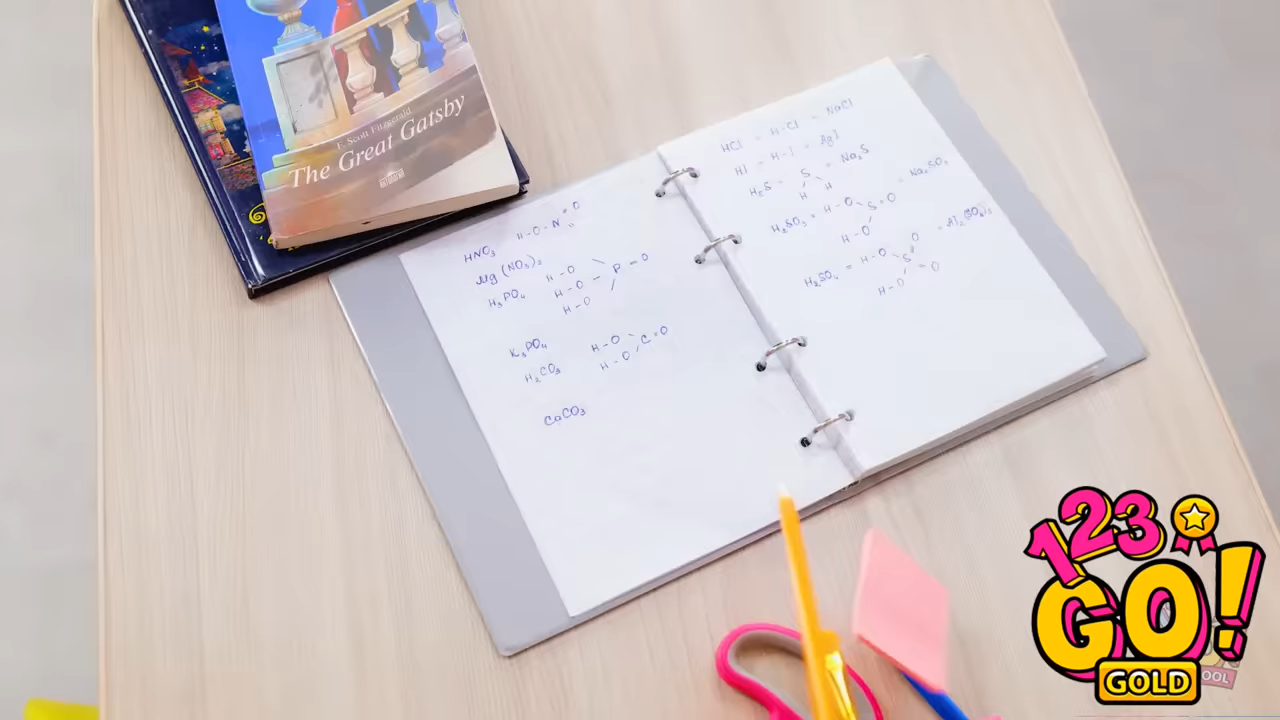 F. Scott Fitzgerald
The Great Gatsby
HNO₃ H-O-N=O
Mg(NO₃)₂
H₃PO₄ H-O
H-O - P=O
H-O
K₃PO₄
H₂CO₃ H-O
H-O C=O
CaCO₃
HCl = H-Cl = NaCl
HI = H-I = AgI
H₂S = S = Na₂S
H H
H₂SO₃ = H-O S=O = Na₂SO₃
H-O
H₂SO₄ = H-O S O = Al₂(SO₄)₃
H-O =O
123
GO!
GOLD